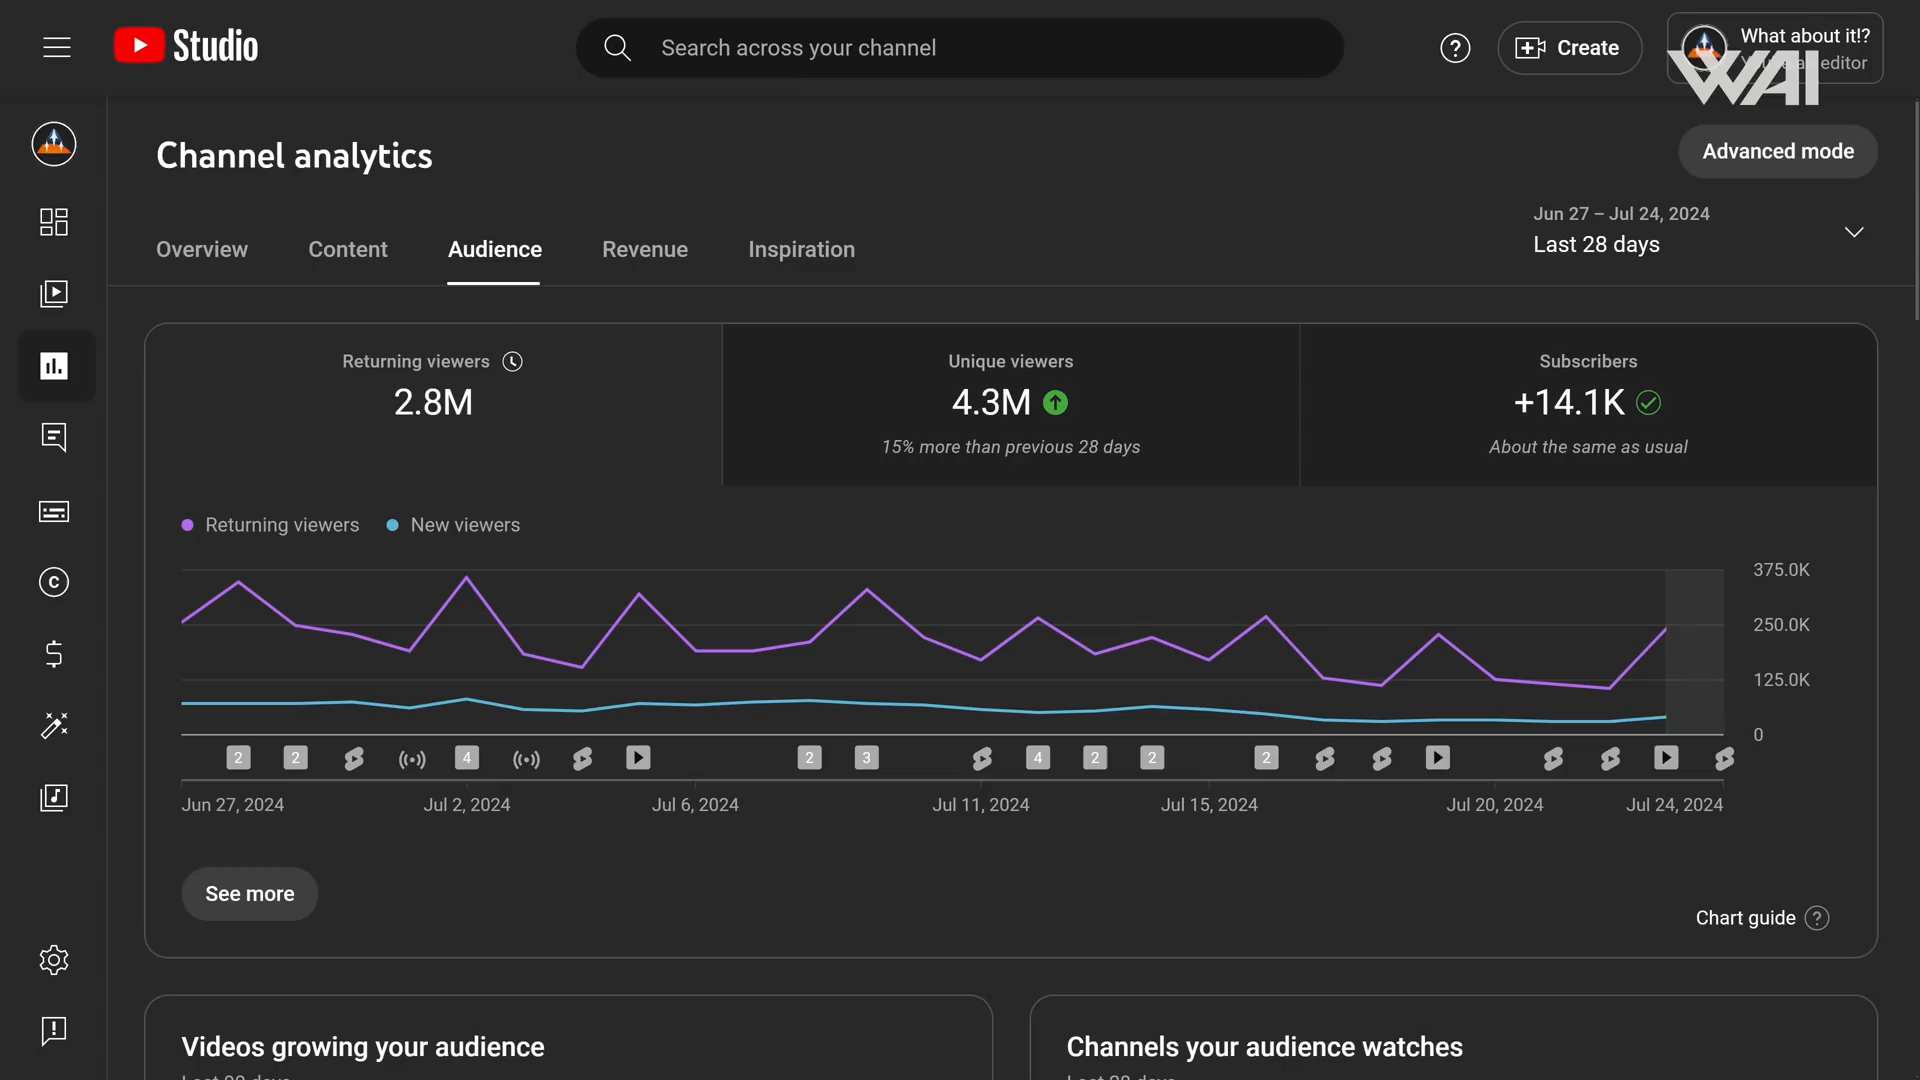 Studio
Search across your channel
Create
What about it!?
editor
WAI
Channel analytics
Advanced mode
Jun 27 – Jul 24, 2024
Last 28 days
Overview
Content
Audience
Revenue
Inspiration
Returning viewers
2.8M
Unique viewers
4.3M
15% more than previous 28 days
Subscribers
+14.1K
About the same as usual
Returning viewers
New viewers
375.0K
250.0K
125.0K
0
2 2 4 2 3 4 2 2 2
Jun 27, 2024
Jul 2, 2024
Jul 6, 2024
Jul 11, 2024
Jul 15, 2024
Jul 20, 2024
Jul 24, 2024
See more
Chart guide
Videos growing your audience
Channels your audience watches